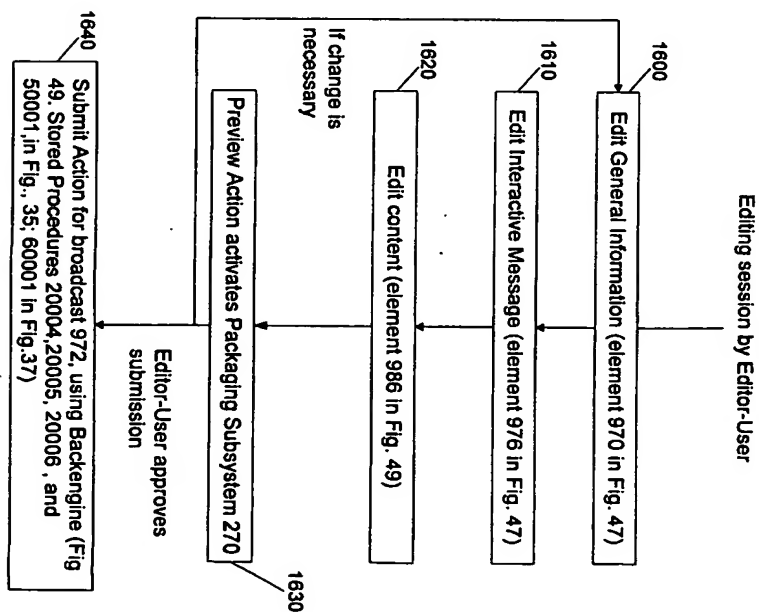 Editing session by Editor-User
1600
Edit General Information (element 970 in Fig. 47)
1610
Edit Interactive Message (element 976 in Fig. 47)
1620
Edit content (element 986 in Fig. 49)
If change is
necessary
Preview Action activates Packaging Subsystem 270
1630
Editor-User approves
submission
1640
Submit Action for broadcast 972, using Backengine (Fig
49. Stored Procedures 20004,20005, 20006 , and
50001,in Fig., 35; 60001 in Fig.37)